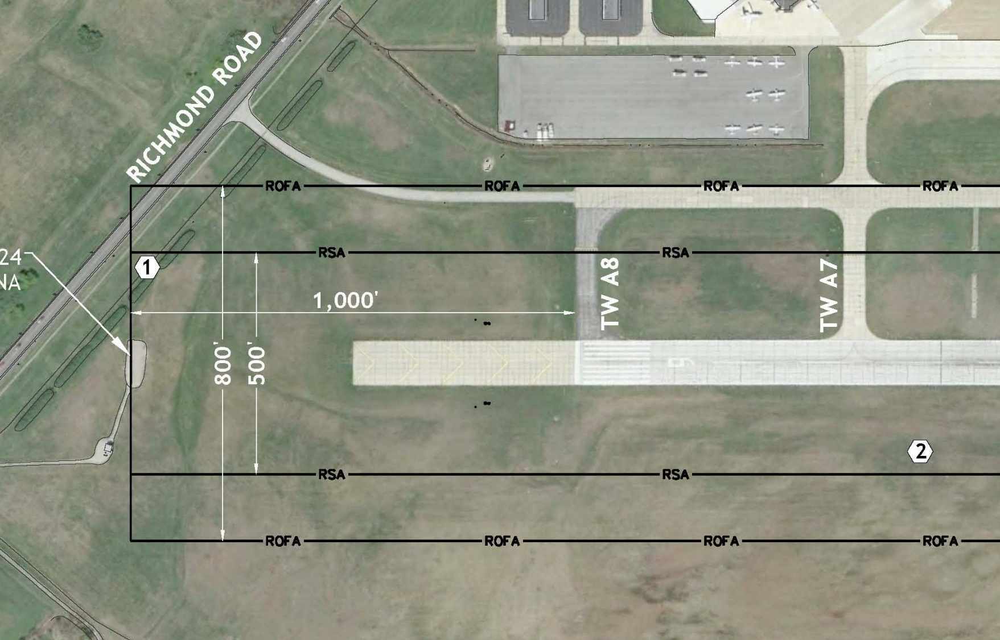 RICHMOND ROAD
ROFA ROFA ROFA ROFA
24
NA
RSA RSA
1
1,000'
TW A8
TW A7
800'
500'
6
2
RSA RSA
ROFA ROFA ROFA ROFA